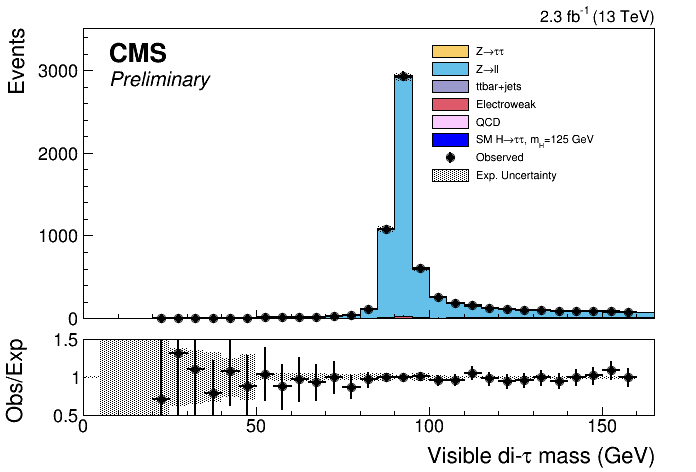 2.3 fb⁻¹ (13 TeV)
CMS
Preliminary
Events
3000
2000
1000
0
Z→ττ
Z→ll
ttbar+jets
Electroweak
QCD
SM H→ττ, m_H=125 GeV
Observed
Exp. Uncertainty
Obs/Exp
1.5
1
0.5
0 50 100 150
Visible di-τ mass (GeV)